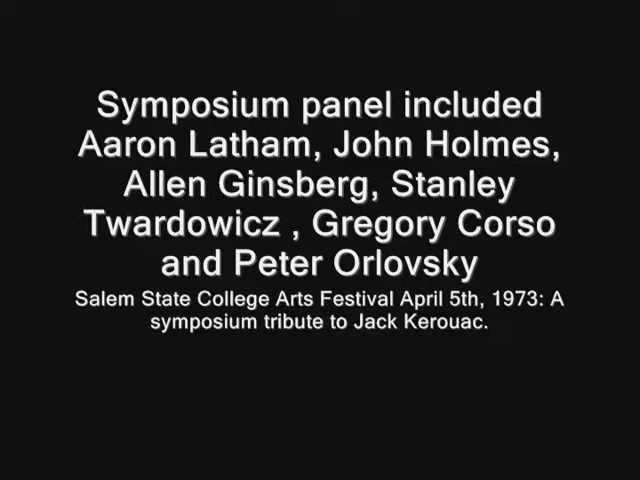 Symposium panel included
Aaron Latham, John Holmes,
Allen Ginsberg, Stanley
Twardowicz , Gregory Corso
and Peter Orlovsky
Salem State College Arts Festival April 5th, 1973: A
symposium tribute to Jack Kerouac.